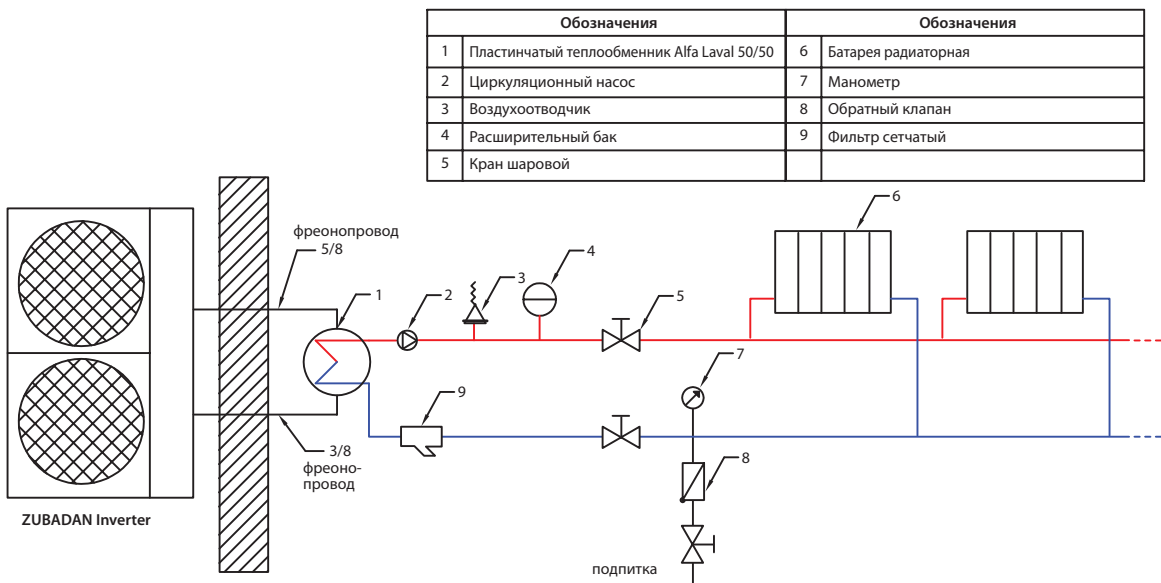 Обозначения Обозначения
1 Пластинчатый теплообменник Alfa Laval 50/50 6 Батарея радиаторная
2 Циркуляционный насос 7 Манометр
3 Воздухоотводчик 8 Обратный клапан
4 Расширительный бак 9 Фильтр сетчатый
5 Кран шаровой
6
фреонопровод
5/8
1
2
3
4
5
7
9
3/8
фреоно-
провод
8
ZUBADAN Inverter
подпитка